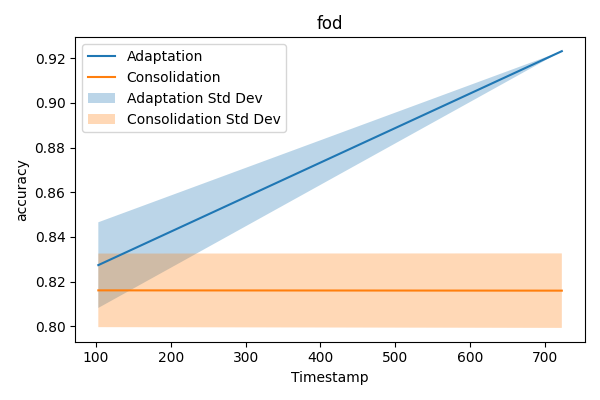 fod
Adaptation
Consolidation
Adaptation Std Dev
Consolidation Std Dev
accuracy
0.92
0.90
0.88
0.86
0.84
0.82
0.80
100 200 300 400 500 600 700
Timestamp